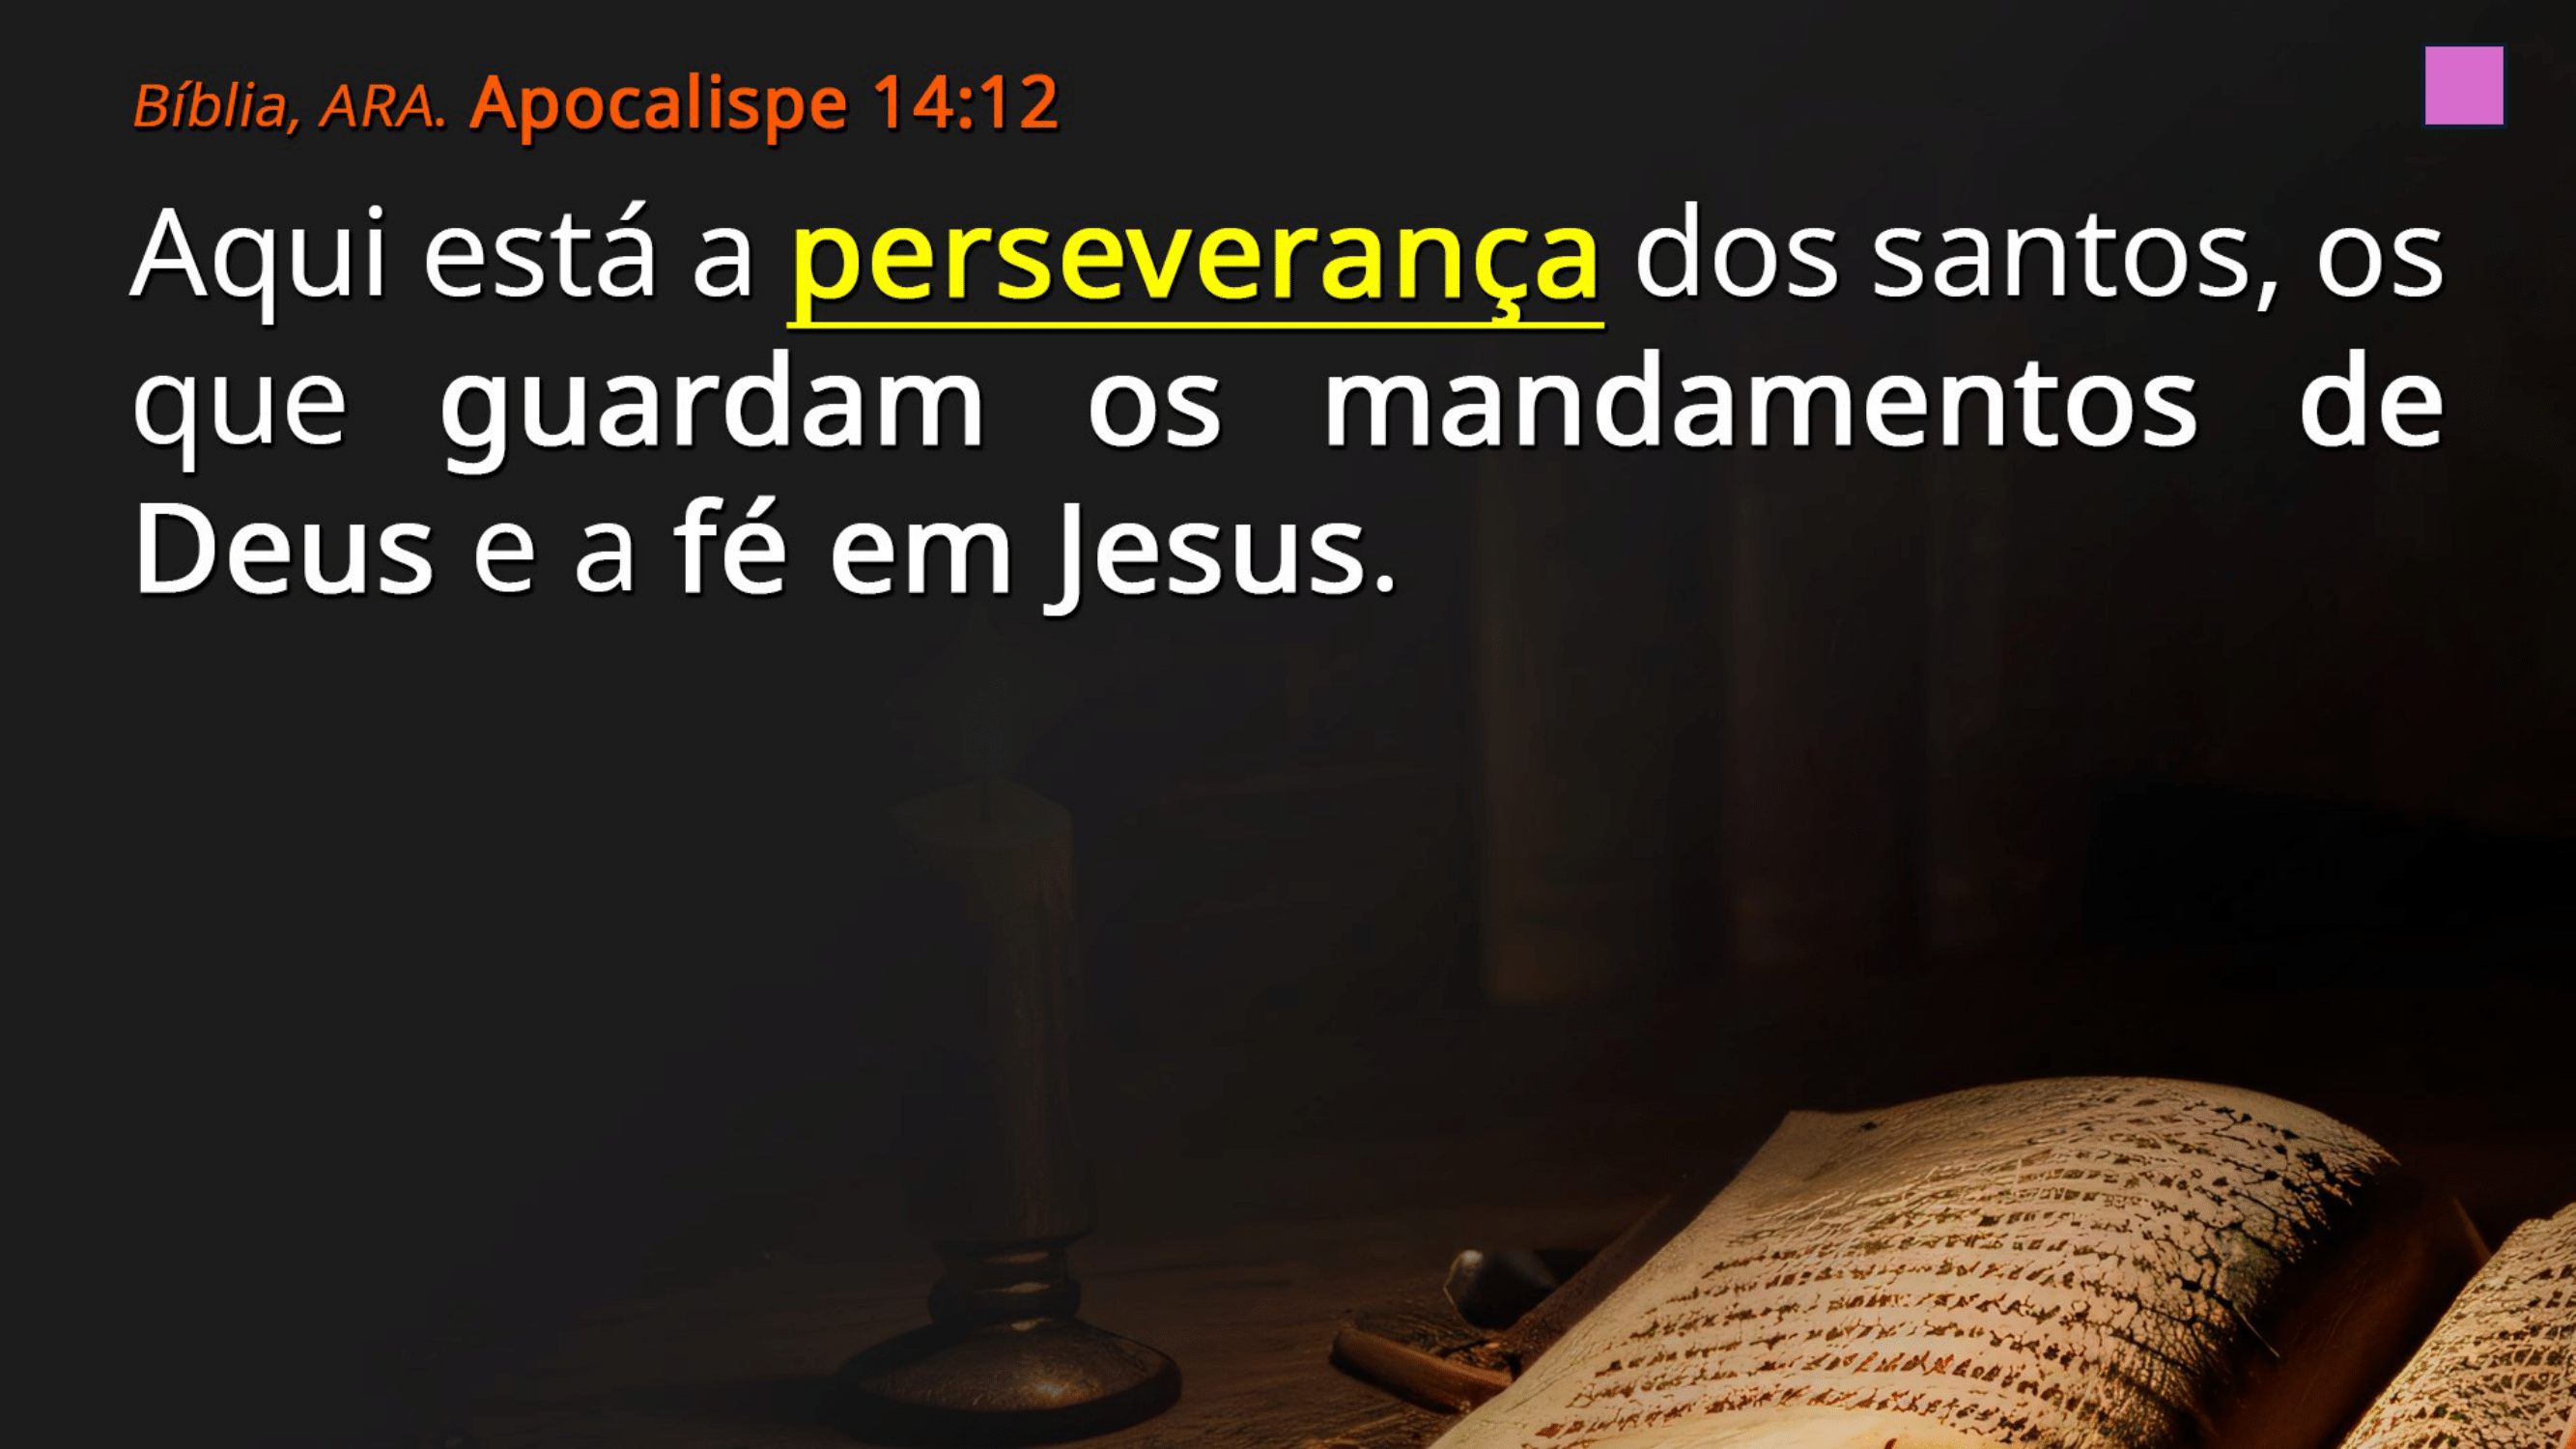 Bíblia, ARA. Apocalispe 14:12
Aqui está a perseverança dos santos, os
que guardam os mandamentos de
Deus e a fé em Jesus.